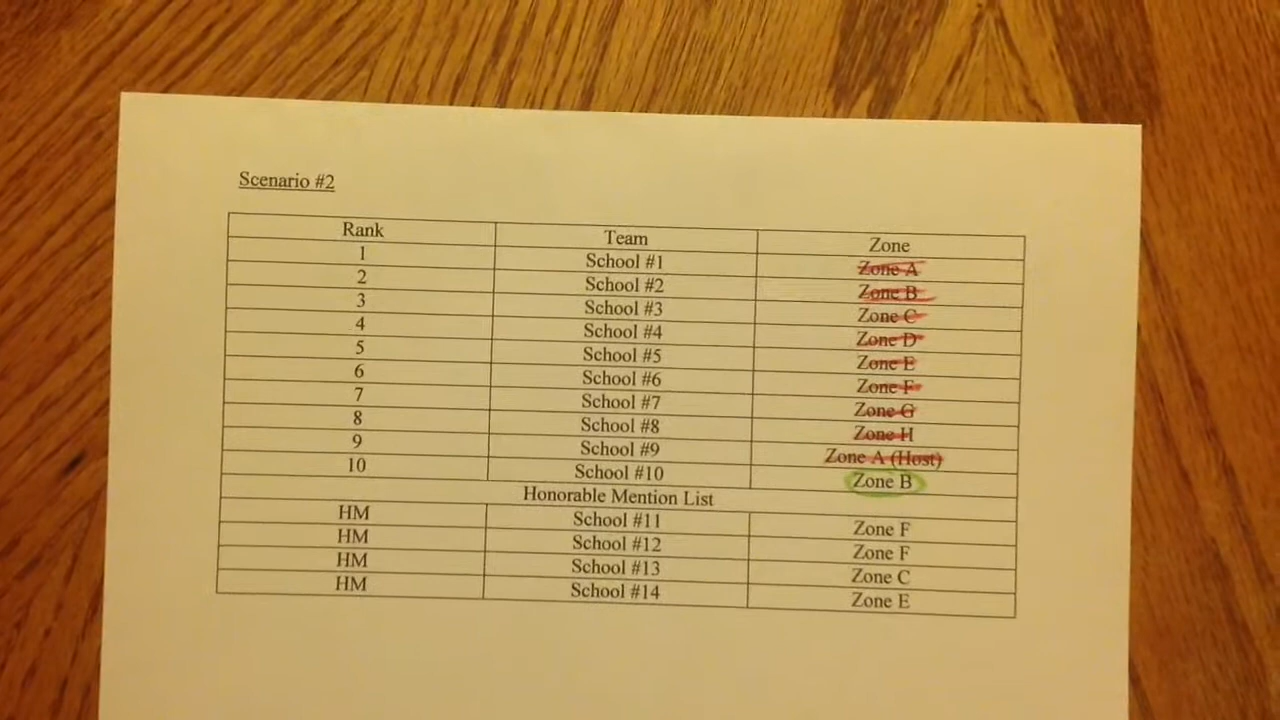 Scenario #2
Rank Team Zone
1 School #1 Zone A
2 School #2 Zone B
3 School #3 Zone C
4 School #4 Zone D
5 School #5 Zone E
6 School #6 Zone F
7 School #7 Zone G
8 School #8 Zone H
9 School #9 Zone A (Host)
10 School #10 Zone B
Honorable Mention List
HM School #11 Zone F
HM School #12 Zone F
HM School #13 Zone C
HM School #14 Zone E